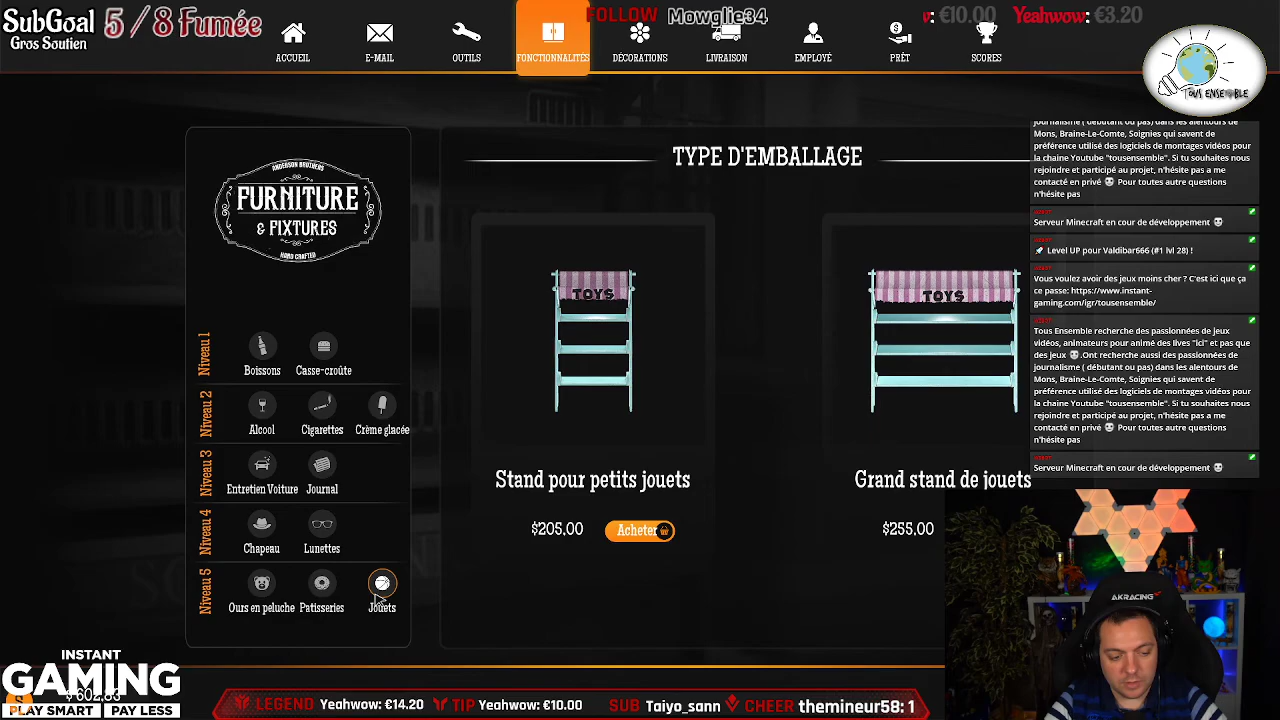 SubGoal
Gros Soutien
5 / 8 Fumée
FOLLOW Mowglie34
€10.00 Yeahwow: €3.20
ACCUEIL
E-MAIL
OUTILS
FONCTIONNALITÉS
DÉCORATIONS
LIVRAISON
EMPLOYÉ
PRÊT
SCORES
TOUS ENSEMBLE
ANDERSON BROTHERS
FURNITURE
& FIXTURES
HAND CRAFTED
Niveau 1
Boissons
Casse-croûte
Niveau 2
Alcool
Cigarettes
Crème glacée
Niveau 3
Entretien Voiture
Journal
Niveau 4
Chapeau
Lunettes
Niveau 5
Ours en peluche
Patisseries
Jouets
TYPE D'EMBALLAGE
TOYS
Stand pour petits jouets
$205,00
Acheter
TOYS
Grand stand de jouets
$255,00
journalisme ( débutant ou pas) dans les alentours de
Mons, Braine-Le-Comte, Soignies qui savent de
préférence utilisé des logiciels de montages vidéos pour
la chaine Youtube "tousensemble". Si tu souhaites nous
rejoindre et participé au projet, n'hésite pas a me
contacté en privé Pour toutes autre questions
n'hésite pas
Serveur Minecraft en cour de développement
Level UP pour Valdibar666 (#1 lvl 28) !
Vous voulez avoir des jeux moins cher ? C'est ici que ça
ce passe: https://www.instant-
gaming.com/igr/tousensemble/
Tous Ensemble recherche des passionnées de jeux
vidéos, animateurs pour animé des lives "ici" et pas que
des jeux .Ont recherche aussi des passionnées de
journalisme ( débutant ou pas) dans les alentours de
Mons, Braine-Le-Comte, Soignies qui savent de
préférence utilisé des logiciels de montages vidéos pour
la chaine Youtube "tousensemble". Si tu souhaites nous
rejoindre et participé au projet, n'hésite pas a me
contacté en privé Pour toutes autre questions
n'hésite pas
Serveur Minecraft en cour de développement
AKRACING
INSTANT
GAMING
PLAY SMART PAY LESS
LEGEND Yeahwow: €14.20 TIP Yeahwow: €10.00 SUB Taiyo_sann CHEER themineur58: 1